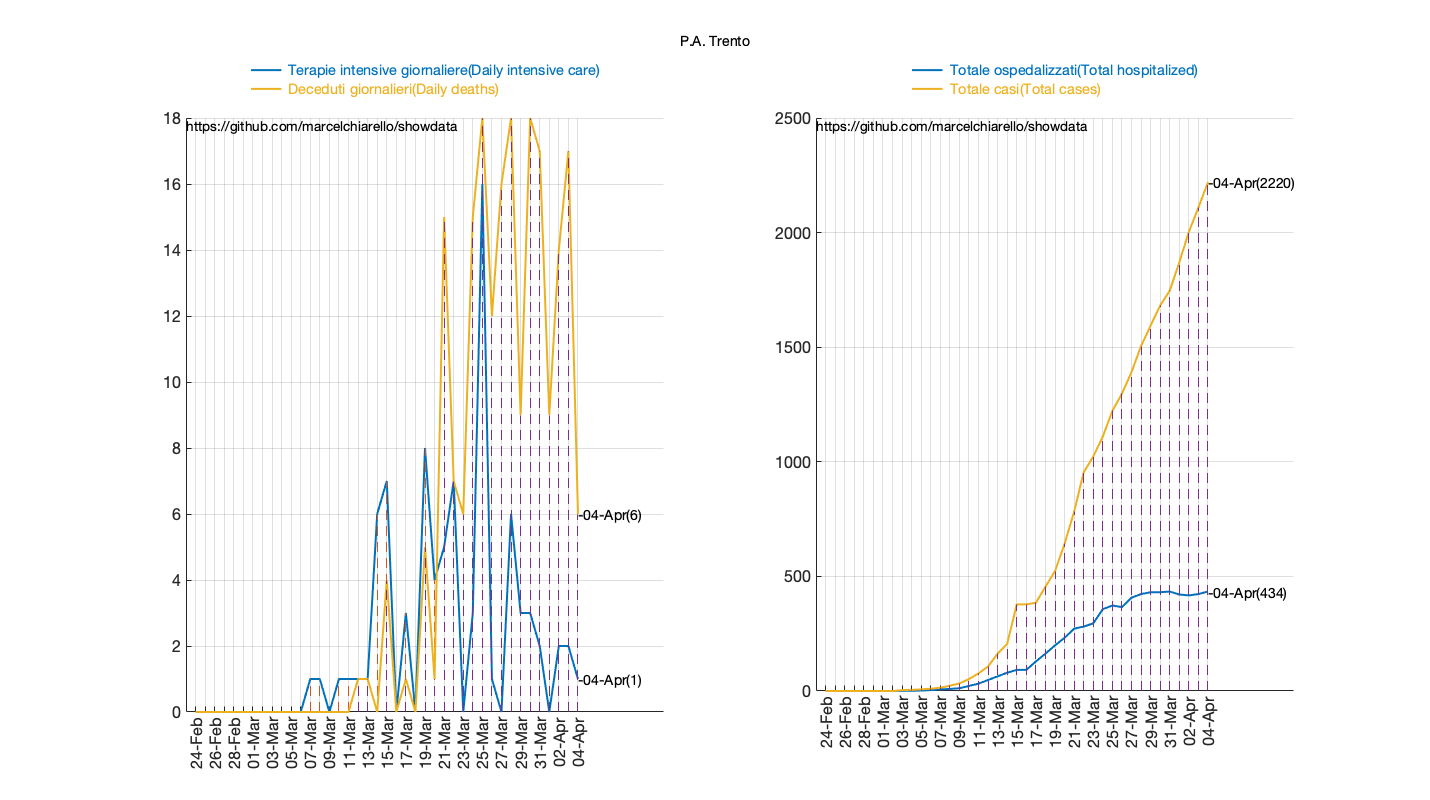 P.A. Trento
Terapie intensive giornaliere(Daily intensive care)
Deceduti giornalieri(Daily deaths)
https://github.com/marcelchiarello/showdata
18
16
14
12
10
8
6
4
2
0
-04-Apr(6)
-04-Apr(1)
24-Feb
26-Feb
28-Feb
01-Mar
03-Mar
05-Mar
07-Mar
09-Mar
11-Mar
13-Mar
15-Mar
17-Mar
19-Mar
21-Mar
23-Mar
25-Mar
27-Mar
29-Mar
31-Mar
02-Apr
04-Apr
Totale ospedalizzati(Total hospitalized)
Totale casi(Total cases)
https://github.com/marcelchiarello/showdata
2500
2000
1500
1000
500
0
-04-Apr(2220)
-04-Apr(434)
24-Feb
26-Feb
28-Feb
01-Mar
03-Mar
05-Mar
07-Mar
09-Mar
11-Mar
13-Mar
15-Mar
17-Mar
19-Mar
21-Mar
23-Mar
25-Mar
27-Mar
29-Mar
31-Mar
02-Apr
04-Apr